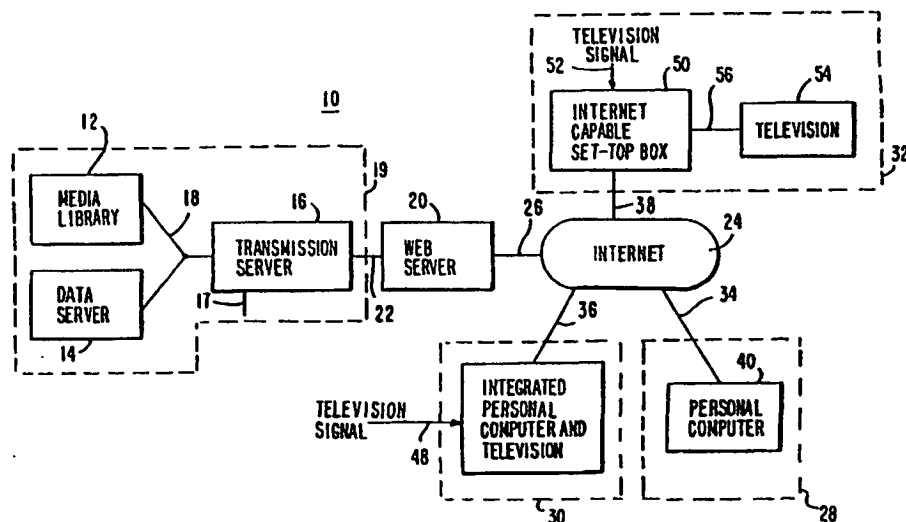 TELEVISION
SIGNAL
52
50
56
54
10
INTERNET
CAPABLE
SET-TOP BOX
TELEVISION
32
12
19
MEDIA
LIBRARY
18
16
20
38
26
24
TRANSMISSION
SERVER
WEB
SERVER
INTERNET
DATA
SERVER
17
22
14
36
34
40
TELEVISION
SIGNAL
48
INTEGRATED
PERSONAL
COMPUTER AND
TELEVISION
PERSONAL
COMPUTER
30
28